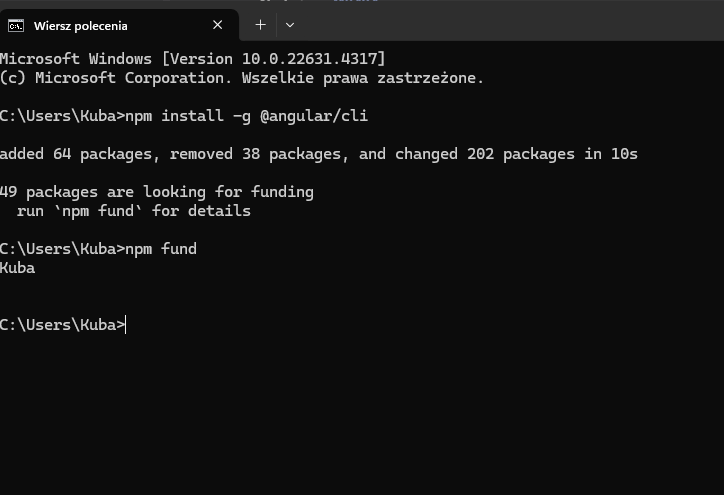 Wiersz polecenia
Microsoft Windows [Version 10.0.22631.4317]
(c) Microsoft Corporation. Wszelkie prawa zastrzeżone.
C:\Users\Kuba>npm install -g @angular/cli
added 64 packages, removed 38 packages, and changed 202 packages in 10s
49 packages are looking for funding
run `npm fund` for details
C:\Users\Kuba>npm fund
Kuba
C:\Users\Kuba>